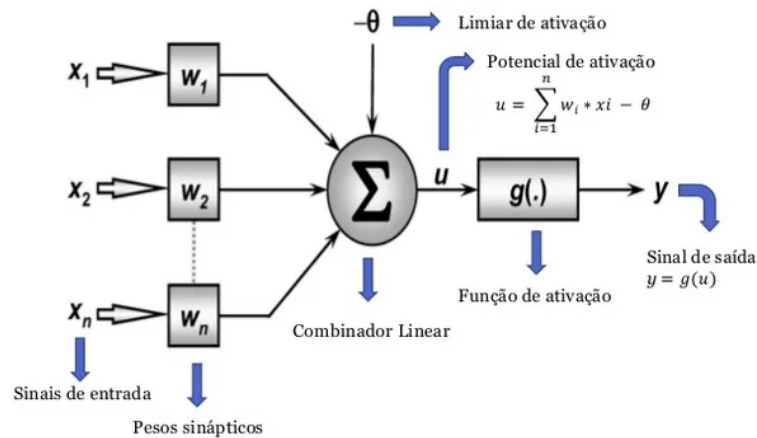 -θ
Limiar de ativação
Potencial de ativação
u = \sum_{i=1}^{n} w_i * xi − θ
x₁
w₁
x₂
w₂
Σ
u
g(.)
y
Sinal de saída
y = g(u)
Função de ativação
xₙ
wₙ
Combinador Linear
Sinais de entrada
Pesos sinápticos